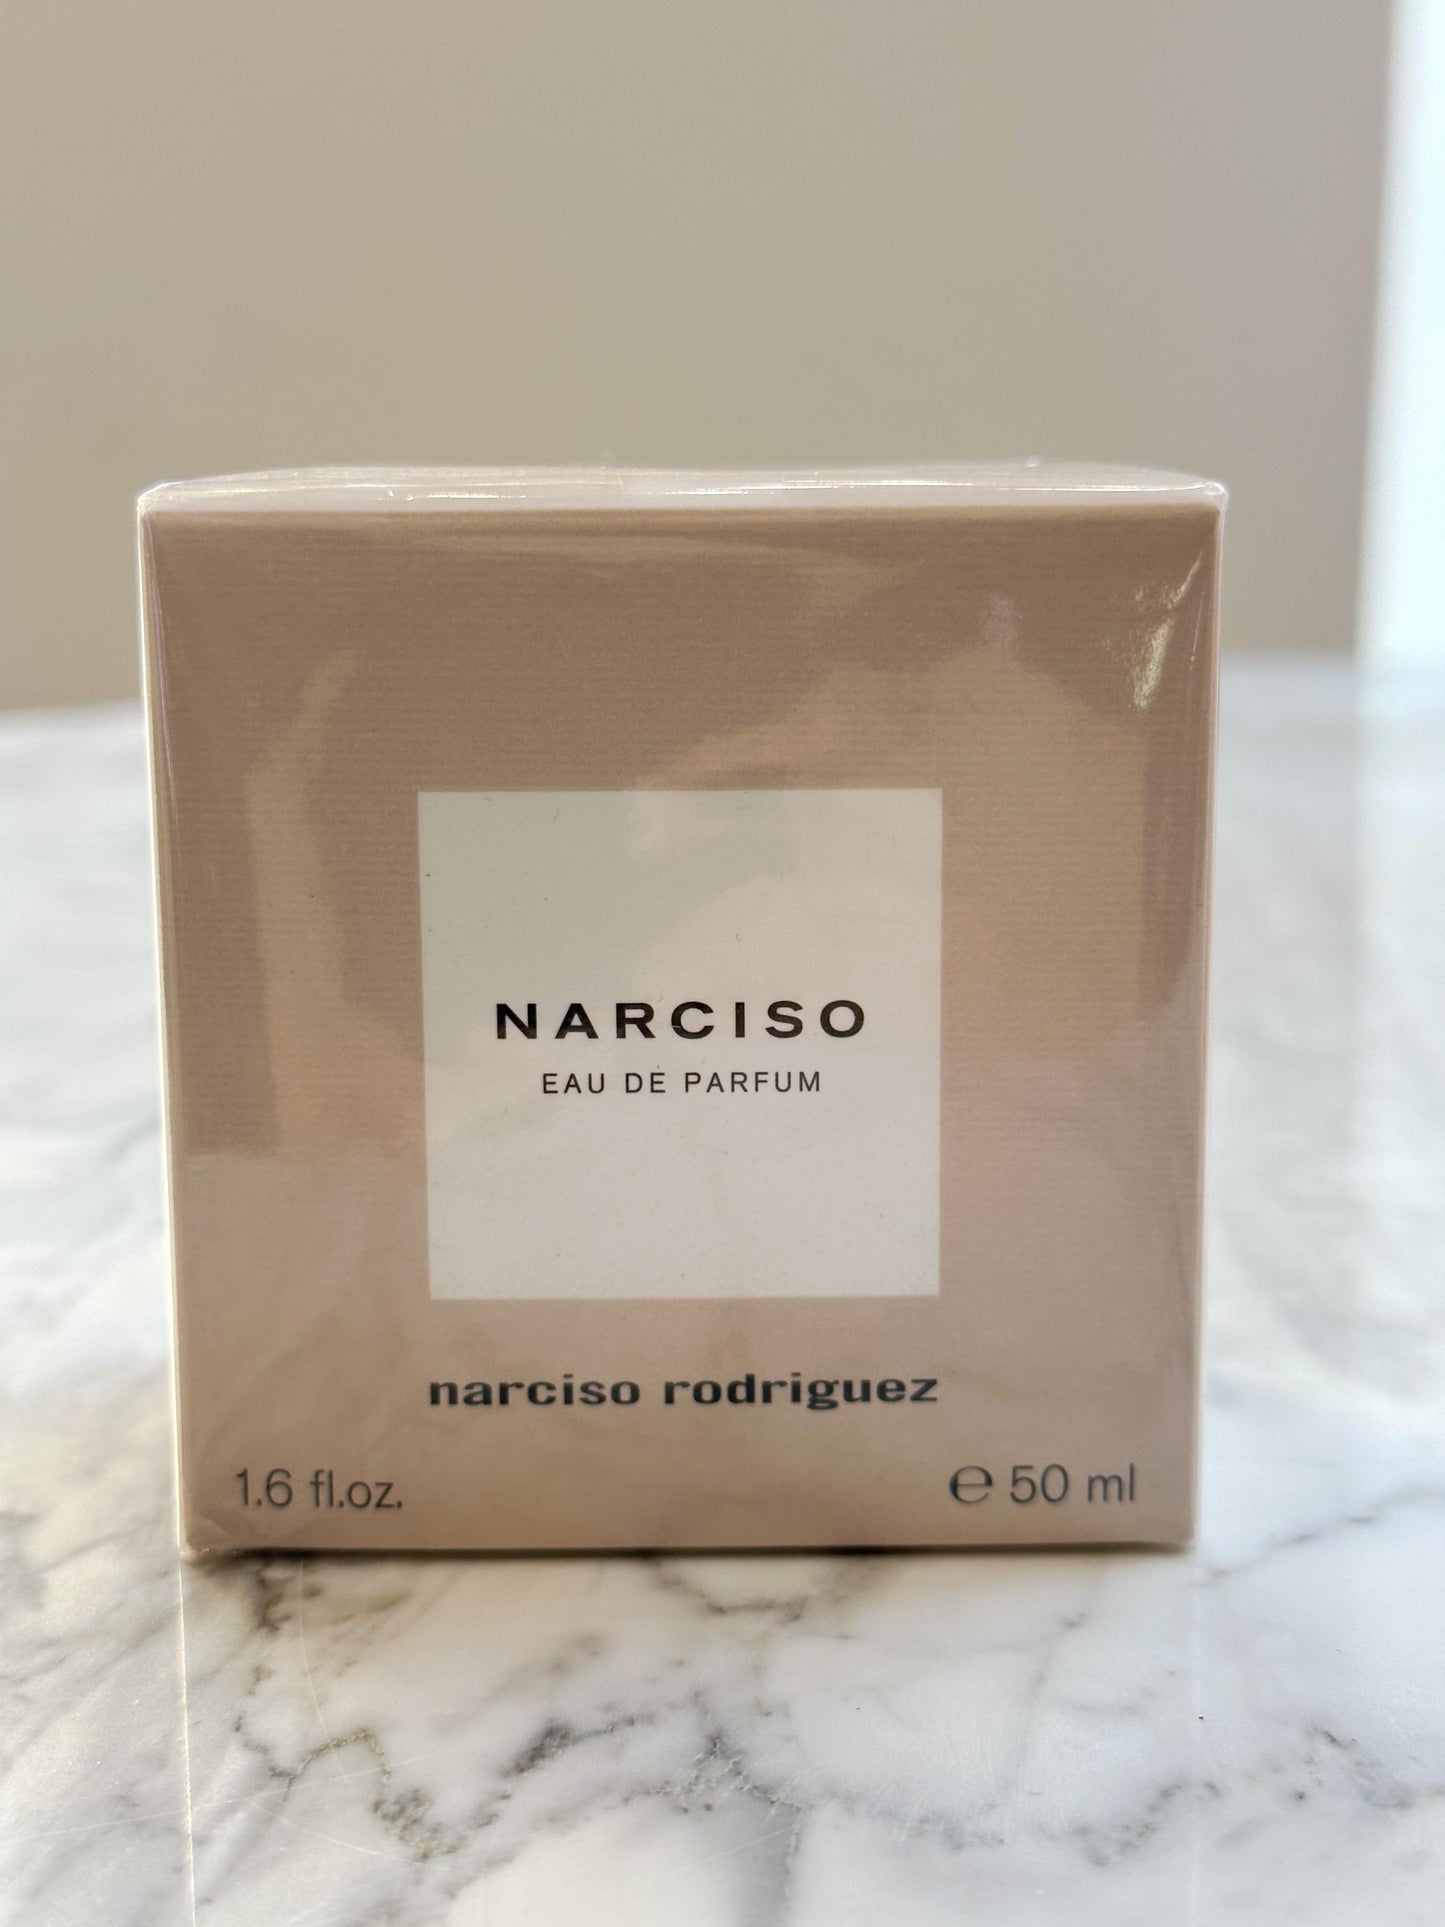 NARCISO
EAU DE PARFUM
narciso rodriguez
1.6 fl.oz.
℮ 50 ml